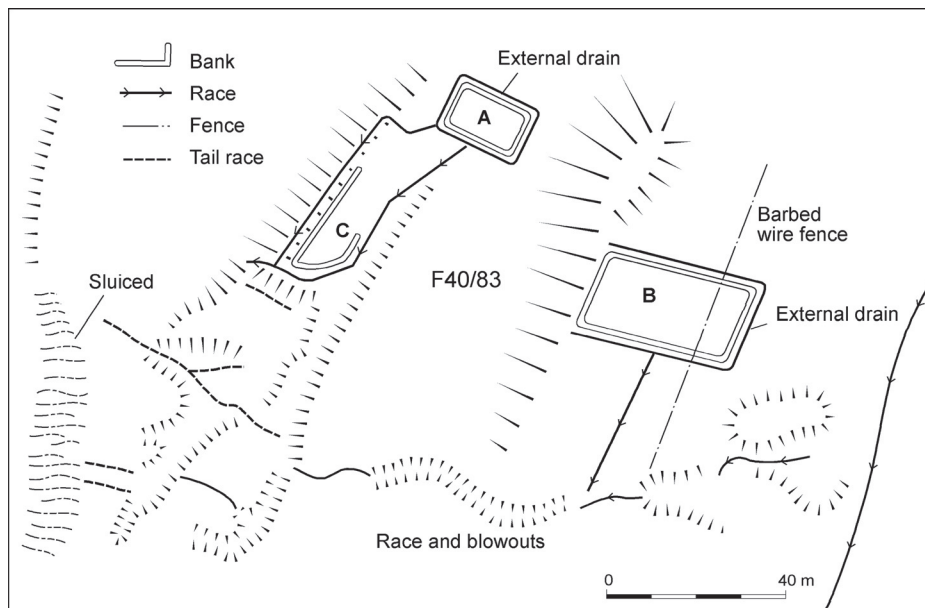 External drain
Bank
Race
Fence
Tail race
A
C
Barbed
wire fence
F40/83
B
Sluiced
External drain
Race and blowouts
0
40 m